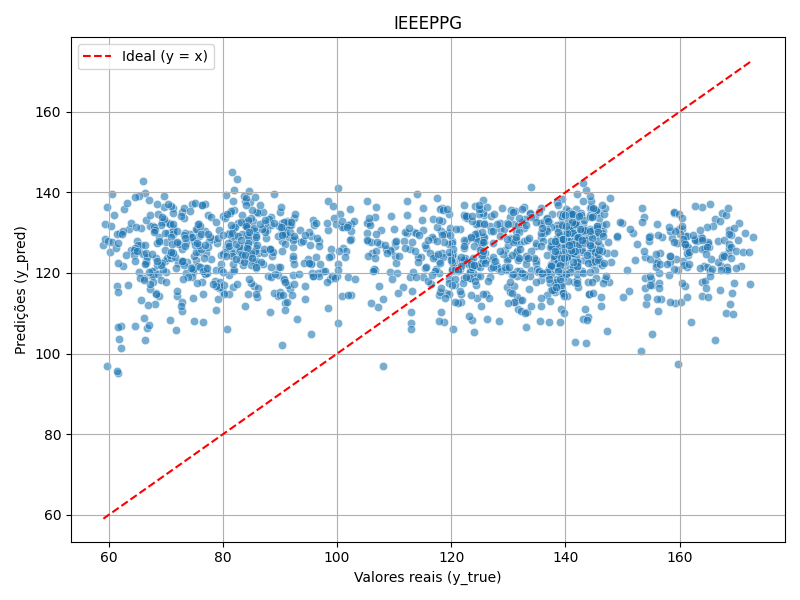 IEEEPPG
Ideal (y = x)
160
140
120
100
80
60
Predições (y_pred)
60 80 100 120 140 160
Valores reais (y_true)